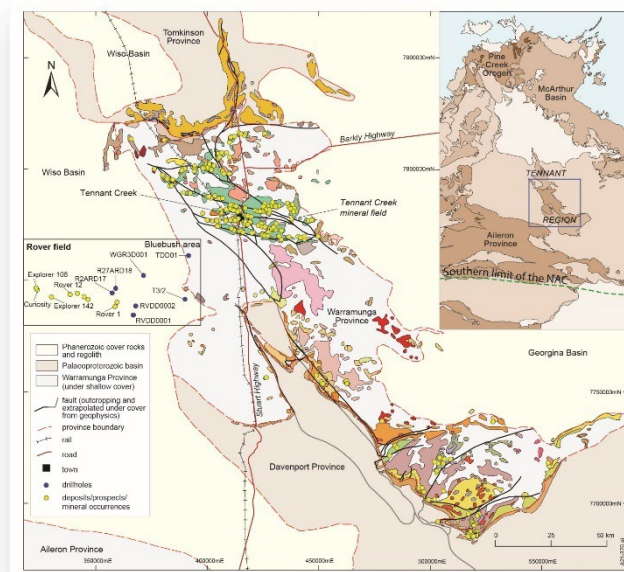 Tomkinson
Province
Wiso Basin
N
7800000mN
Barkly Highway
7850000mN
Wiso Basin
Tennant Creek
Tennant Creek
mineral field
Rover field
Bluebush area
TDD01
WGR3D001
R27ARD18
R2ARD17
Explorer 108
Rover 12
T3/2
Curiosity
Explorer 142
Rover 1
RVDD0002
RVDD0001
Warramunga
Province
Georgina Basin
Stuart Highway
7750000mN
Davenport Province
7700000mN
Aileron Province
350000mE
400000mE
450000mE
500000mE
550000mE
0 25 50 km
Phanerozoic cover rocks
and regolith
Palaeoproterozoic basin
Warramunga Province
(under shallow cover)
fault (outcropping and
extrapolated under cover
from geophysics)
province boundary
rail
road
town
drillholes
deposits/prospects/
mineral occurrences
Pine
Creek
Orogen
McArthur
Basin
TENNANT
REGION
Aileron
Province
Southern limit of the NAC